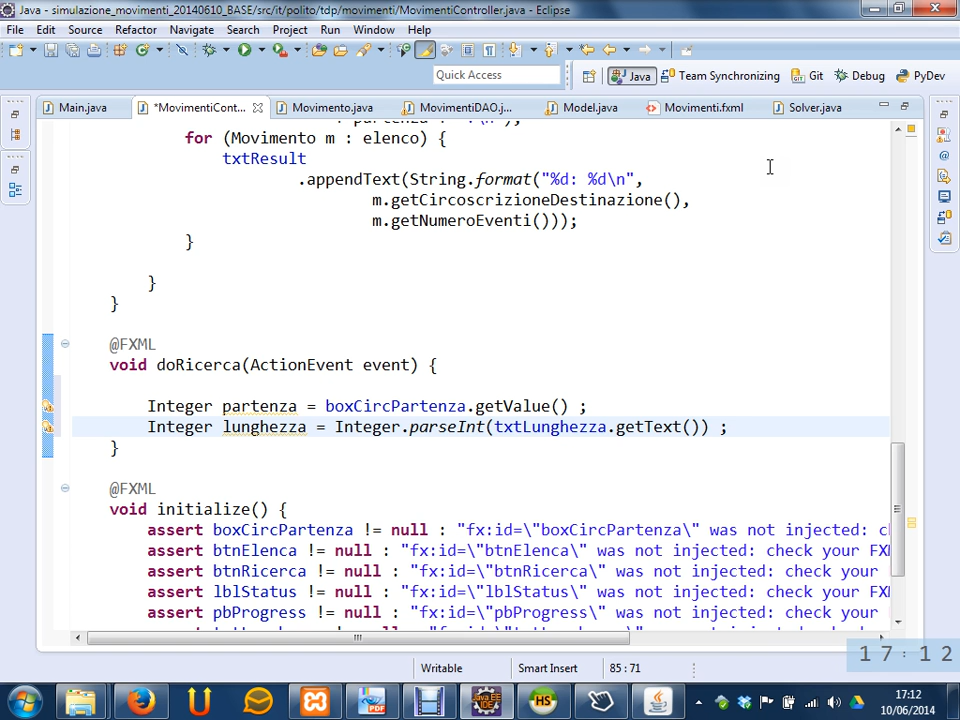 Java - simulazione_movimenti_20140610_BASE/src/it/polito/tdp/movimenti/MovimentiController.java - Eclipse
File Edit Source Refactor Navigate Search Project Run Window Help
Quick Access
Java Team Synchronizing Git Debug PyDev
Main.java *MovimentiCont... Movimento.java MovimentiDAO.j... Model.java Movimenti.fxml Solver.java
for (Movimento m : elenco) {
txtResult
.appendText(String.format("%d: %d\n",
m.getCircoscrizioneDestinazione(),
m.getNumeroEventi()));
}
}
}
@FXML
void doRicerca(ActionEvent event) {
Integer partenza = boxCircPartenza.getValue() ;
Integer lunghezza = Integer.parseInt(txtLunghezza.getText()) ;
}
@FXML
void initialize() {
assert boxCircPartenza != null : "fx:id=\"boxCircPartenza\" was not injected: ch
assert btnElenca != null : "fx:id=\"btnElenca\" was not injected: check your FXM
assert btnRicerca != null : "fx:id=\"btnRicerca\" was not injected: check your
assert lblStatus != null : "fx:id=\"lblStatus\" was not injected: check your FXM
assert pbProgress != null : "fx:id=\"pbProgress\" was not injected: check your
17:12
Writable Smart Insert 85 : 71
17:12
10/06/2014